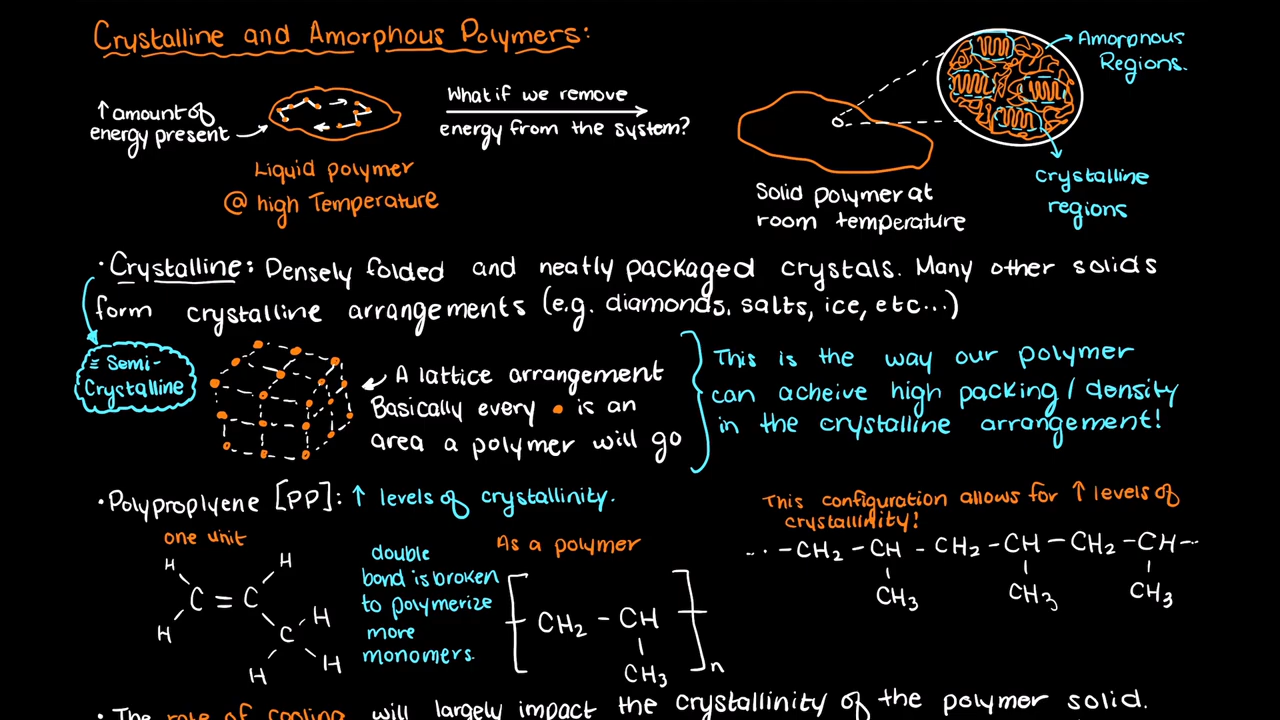 Crystalline and Amorphous Polymers:
↑ amount of
energy present
Liquid polymer
@ high Temperature
What if we remove
energy from the system?
Solid polymer at
room temperature
Amorphous
Regions.
crystalline
regions
· Crystalline: Densely folded and neatly packaged crystals. Many other solids
form crystalline arrangements (e.g. diamonds, salts, ice, etc...)
= Semi-
Crystalline
A lattice arrangement
Basically every • is an
area a polymer will go
This is the way our polymer
can acheive high packing/density
in the crystalline arrangement!
· Polyproplyene [PP]: ↑ levels of crystallinity.
one unit
H H
C = C
H C H
H H
double
bond is broken
to polymerize
more
monomers.
As a polymer
[CH2 - CH]n
CH3
This configuration allows for ↑ levels of
crystallinity!
... - CH2 - CH - CH2 - CH - CH2 - CH - ...
CH3 CH3 CH3
· The rate of cooling will largely impact the crystallinity of the polymer solid.